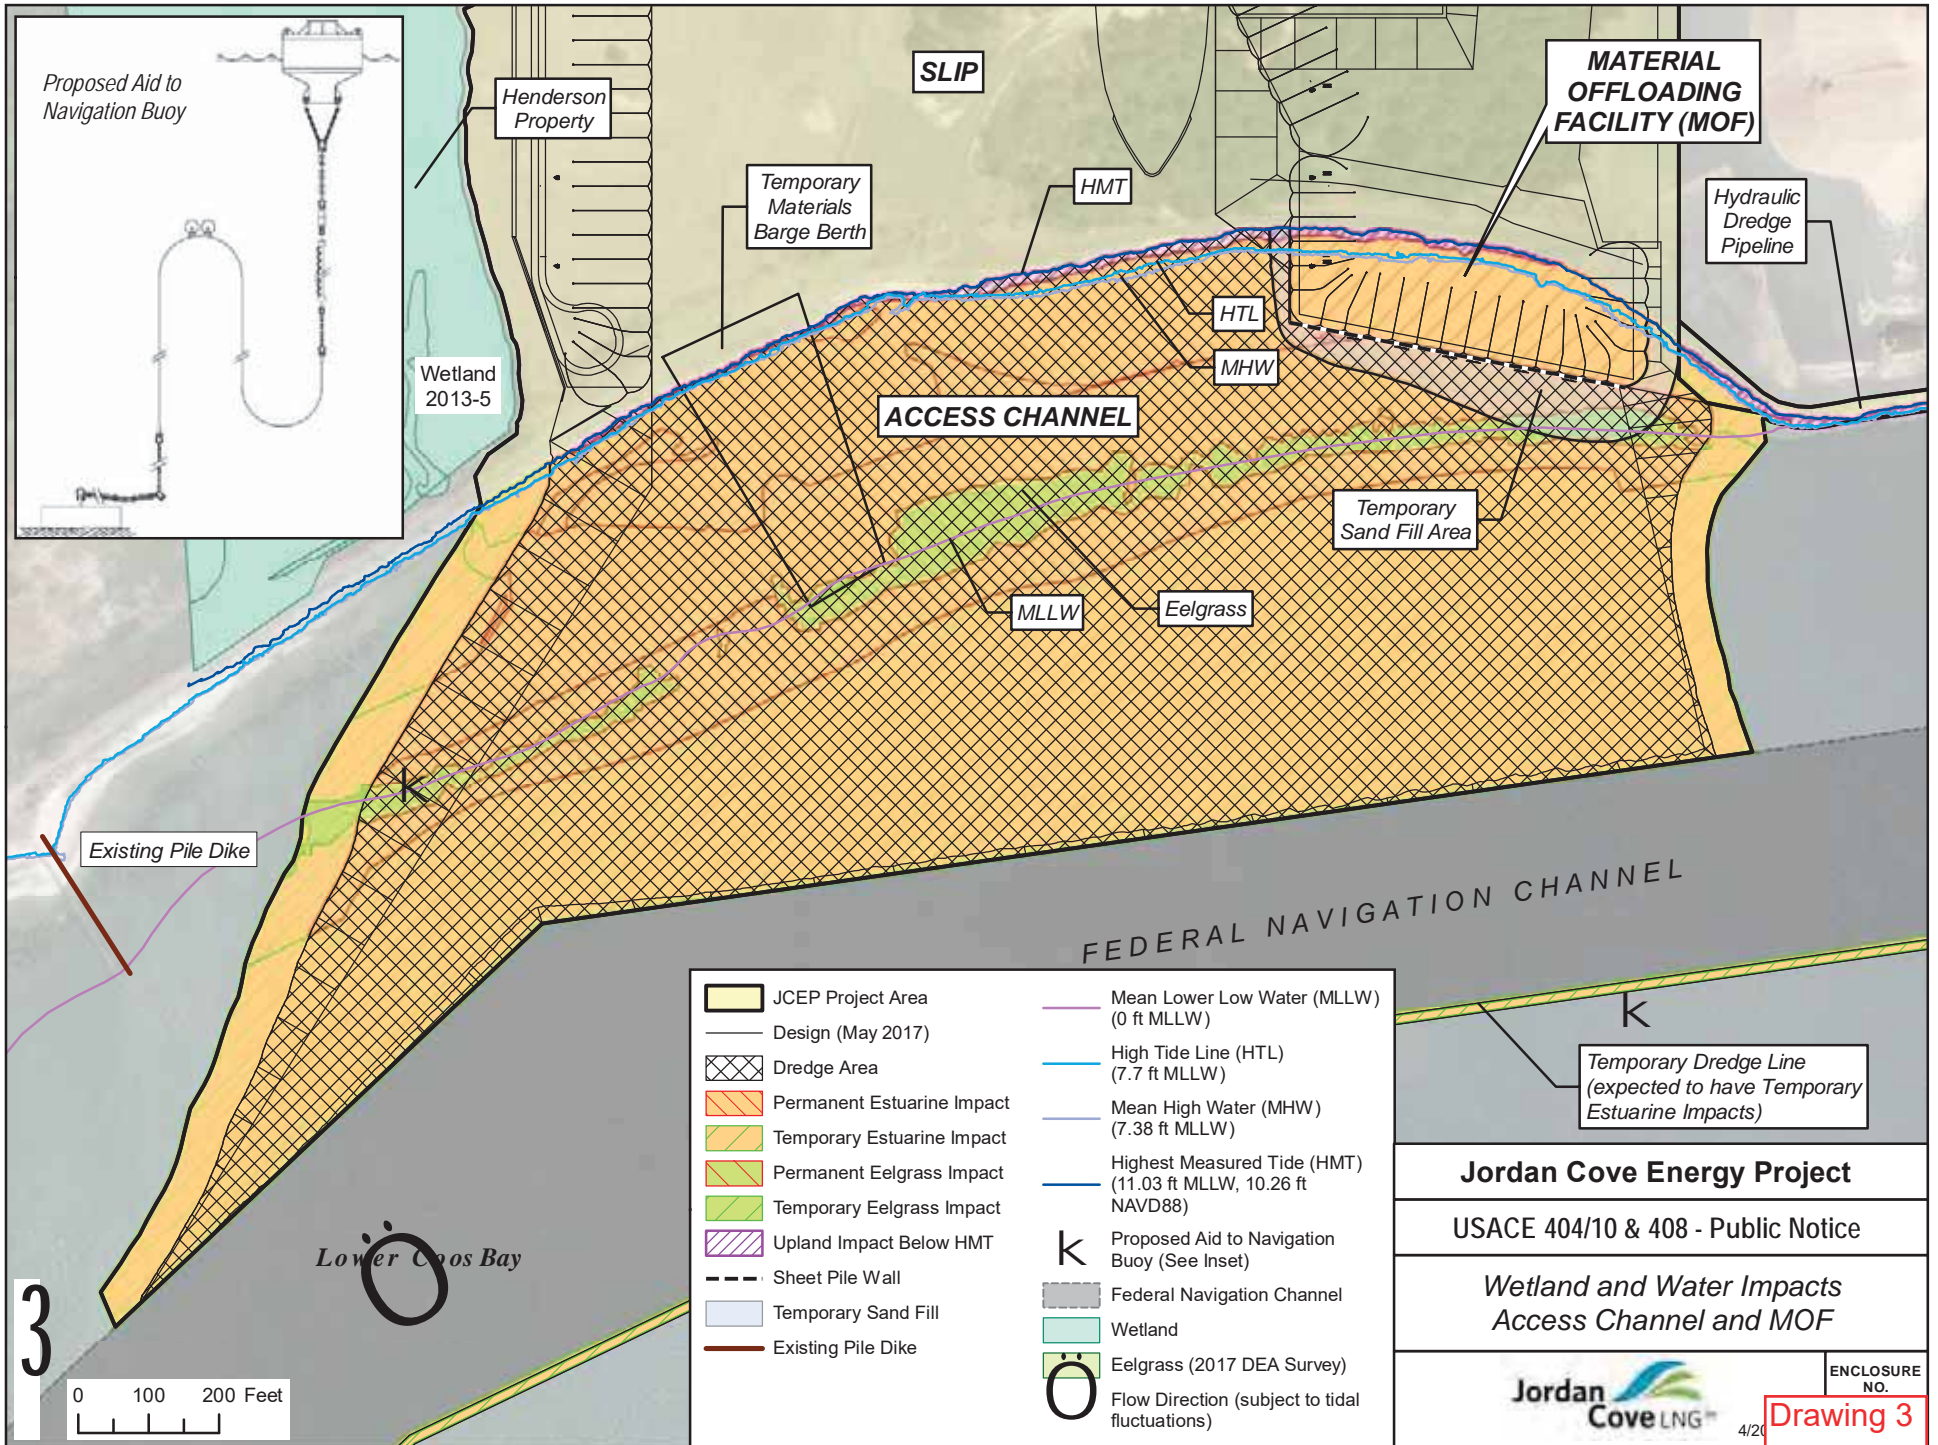 Proposed Aid to
Navigation Buoy
Henderson
Property
SLIP
MATERIAL
OFFLOADING
FACILITY (MOF)
Temporary
Materials
Barge Berth
HMT
Hydraulic
Dredge
Pipeline
HTL
MHW
Wetland
2013-5
ACCESS CHANNEL
Temporary
Sand Fill Area
MLLW
Eelgrass
k
Existing Pile Dike
FEDERAL NAVIGATION CHANNEL
k
Temporary Dredge Line
(expected to have Temporary
Estuarine Impacts)
Lower Coos Bay
Ö
3
0 100 200 Feet
JCEP Project Area
Design (May 2017)
Dredge Area
Permanent Estuarine Impact
Temporary Estuarine Impact
Permanent Eelgrass Impact
Temporary Eelgrass Impact
Upland Impact Below HMT
Sheet Pile Wall
Temporary Sand Fill
Existing Pile Dike
Mean Lower Low Water (MLLW)
(0 ft MLLW)
High Tide Line (HTL)
(7.7 ft MLLW)
Mean High Water (MHW)
(7.38 ft MLLW)
Highest Measured Tide (HMT)
(11.03 ft MLLW, 10.26 ft
NAVD88)
k
Proposed Aid to Navigation
Buoy (See Inset)
Federal Navigation Channel
Wetland
Eelgrass (2017 DEA Survey)
Ö
Flow Direction (subject to tidal
fluctuations)
Jordan Cove Energy Project
USACE 404/10 & 408 - Public Notice
Wetland and Water Impacts
Access Channel and MOF
Jordan
Cove LNG
ENCLOSURE
NO.
Drawing 3